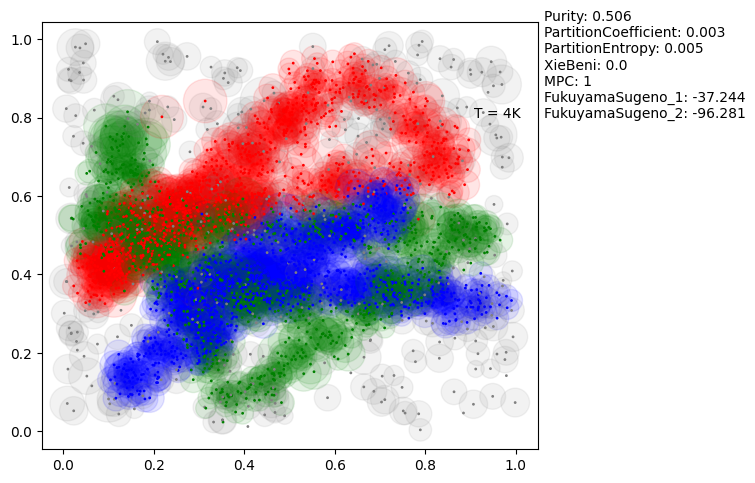 Purity: 0.506
PartitionCoefficient: 0.003
PartitionEntropy: 0.005
XieBeni: 0.0
MPC: 1
FukuyamaSugeno_1: -37.244
FukuyamaSugeno_2: -96.281
T = 4K
1.0
0.8
0.6
0.4
0.2
0.0
0.0 0.2 0.4 0.6 0.8 1.0